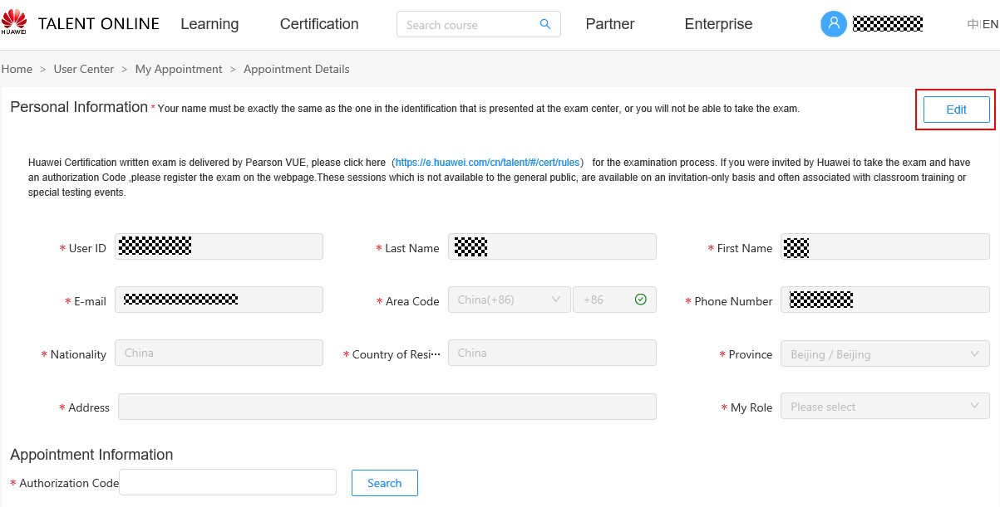 HUAWEI TALENT ONLINE Learning Certification Search course Partner Enterprise 中 EN
Home > User Center > My Appointment > Appointment Details
Personal Information * Your name must be exactly the same as the one in the identification that is presented at the exam center, or you will not be able to take the exam. Edit
Huawei Certification written exam is delivered by Pearson VUE, please click here（https://e.huawei.com/cn/talent/#/cert/rules） for the examination process. If you were invited by Huawei to take the exam and have
an authorization Code ,please register the exam on the webpage.These sessions which is not available to the general public, are available on an invitation-only basis and often associated with classroom training or
special testing events.
* User ID * Last Name * First Name
* E-mail * Area Code China(+86) +86 * Phone Number
* Nationality China * Country of Resi··· China * Province Beijing / Beijing
* Address * My Role Please select
Appointment Information
* Authorization Code Search